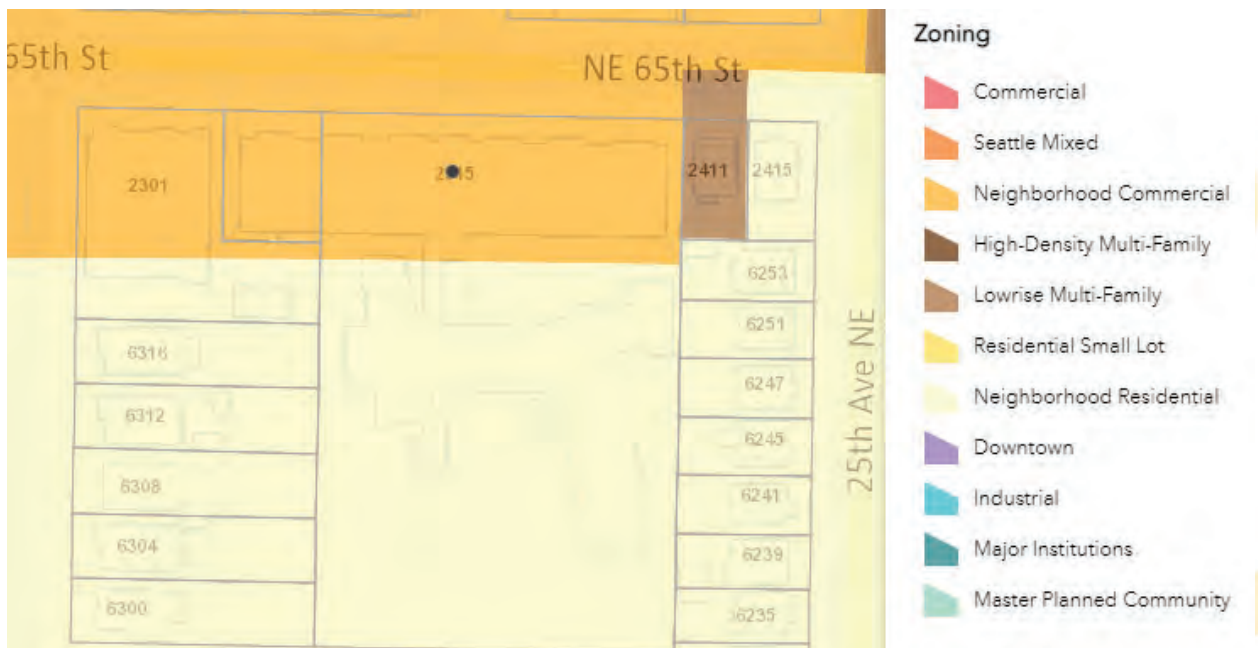 65th St
NE 65th St
2301
2411
2415
6253
6251
6316
6247
6312
6245
6308
6241
6304
6239
6300
6235
25th Ave NE
Zoning
Commercial
Seattle Mixed
Neighborhood Commercial
High-Density Multi-Family
Lowrise Multi-Family
Residential Small Lot
Neighborhood Residential
Downtown
Industrial
Major Institutions
Master Planned Community